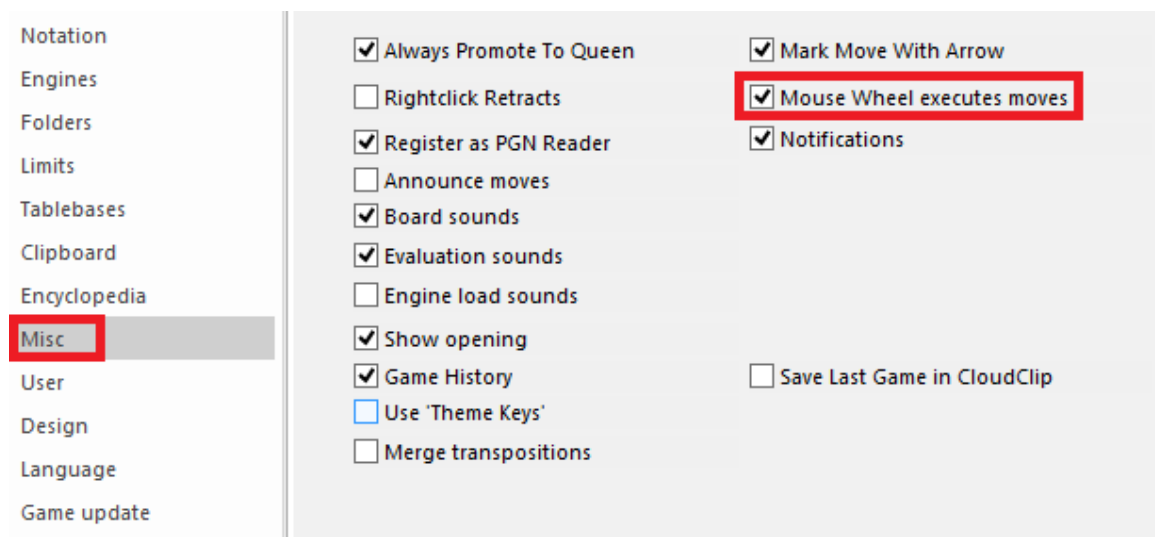 Notation
Engines
Folders
Limits
Tablebases
Clipboard
Encyclopedia
Misc
User
Design
Language
Game update
Always Promote To Queen
Rightclick Retracts
Register as PGN Reader
Announce moves
Board sounds
Evaluation sounds
Engine load sounds
Show opening
Game History
Use 'Theme Keys'
Merge transpositions
Mark Move With Arrow
Mouse Wheel executes moves
Notifications
Save Last Game in CloudClip